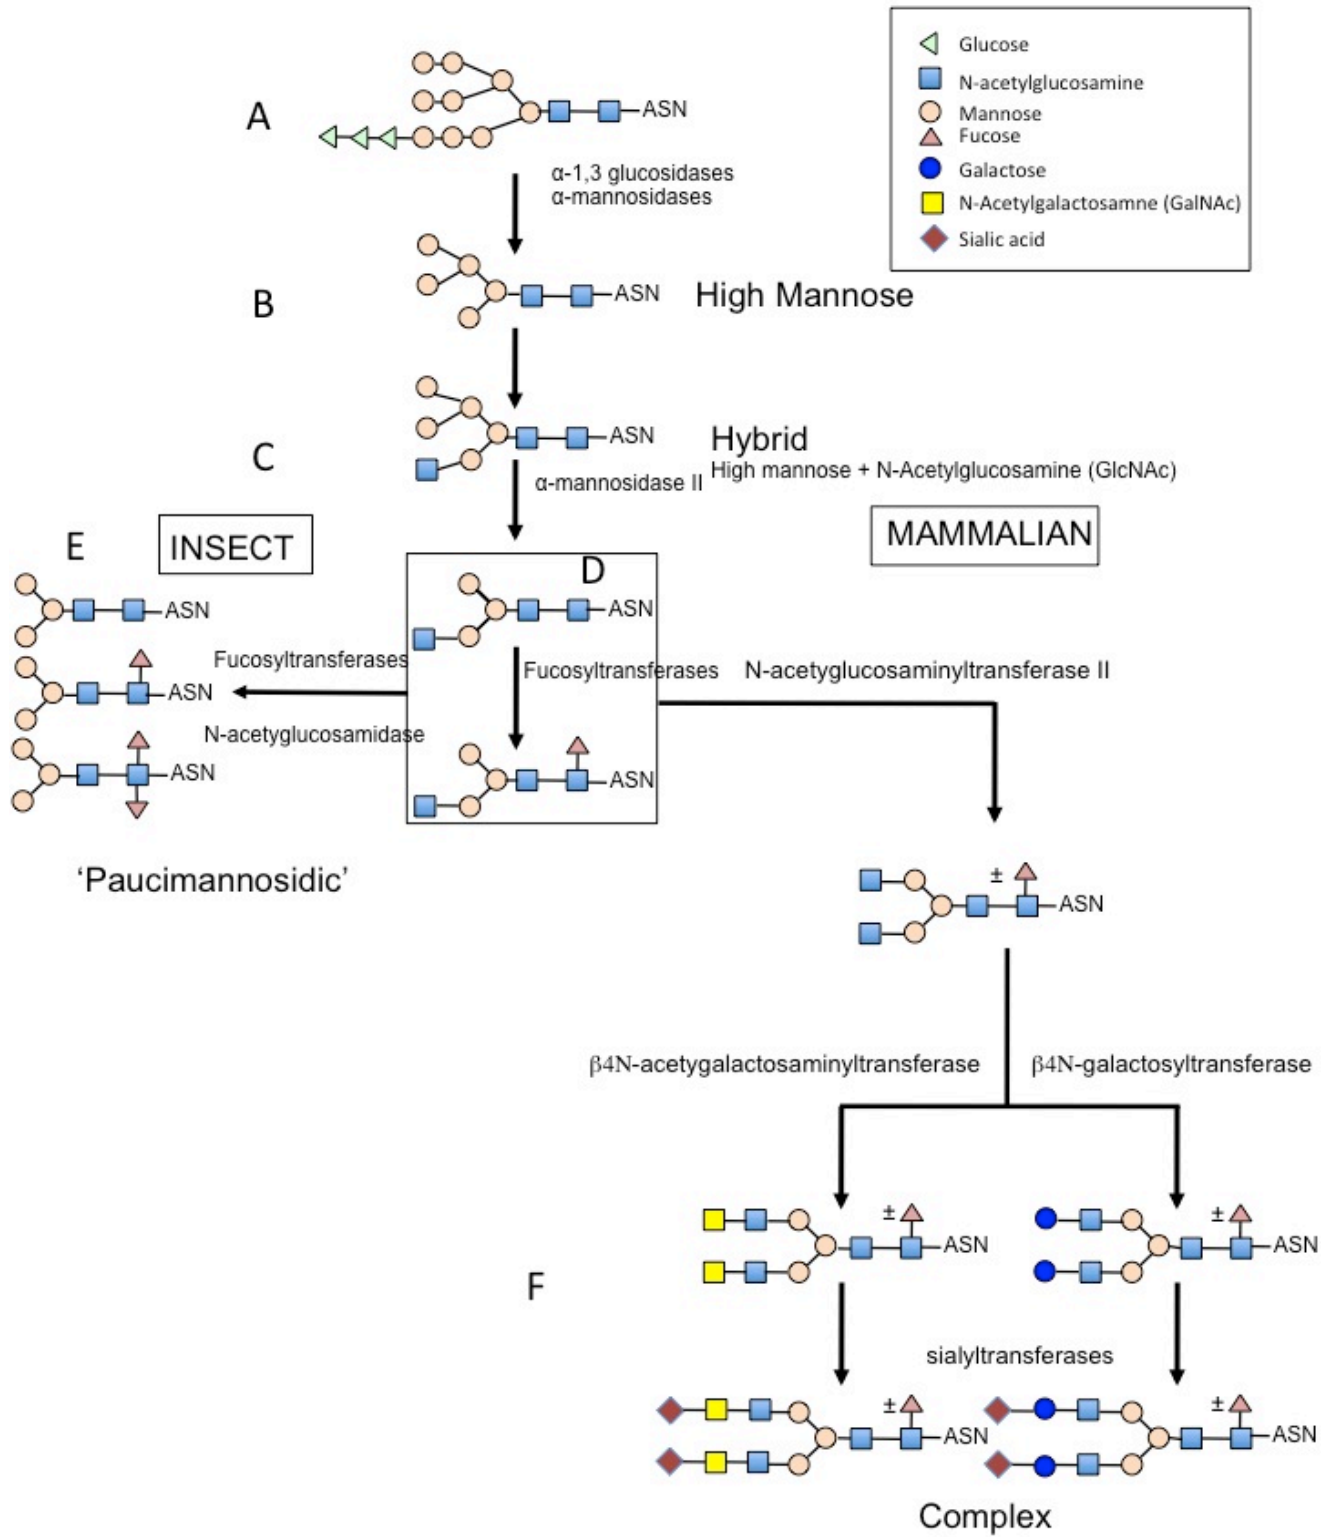 Glucose
N-acetylglucosamine
Mannose
Fucose
Galactose
N-Acetylgalactosamne (GalNAc)
Sialic acid
A
ASN
α-1,3 glucosidases
α-mannosidases
B
ASN
High Mannose
C
ASN
Hybrid
High mannose + N-Acetylglucosamine (GlcNAc)
α-mannosidase II
MAMMALIAN
E
INSECT
D
ASN
ASN
Fucosyltransferases
Fucosyltransferases
N-acetyglucosaminyltransferase II
ASN
N-acetyglucosamidase
ASN
ASN
'Paucimannosidic'
±
ASN
β4N-acetygalactosaminyltransferase
β4N-galactosyltransferase
±
ASN
±
ASN
F
sialyltransferases
±
ASN
±
ASN
Complex